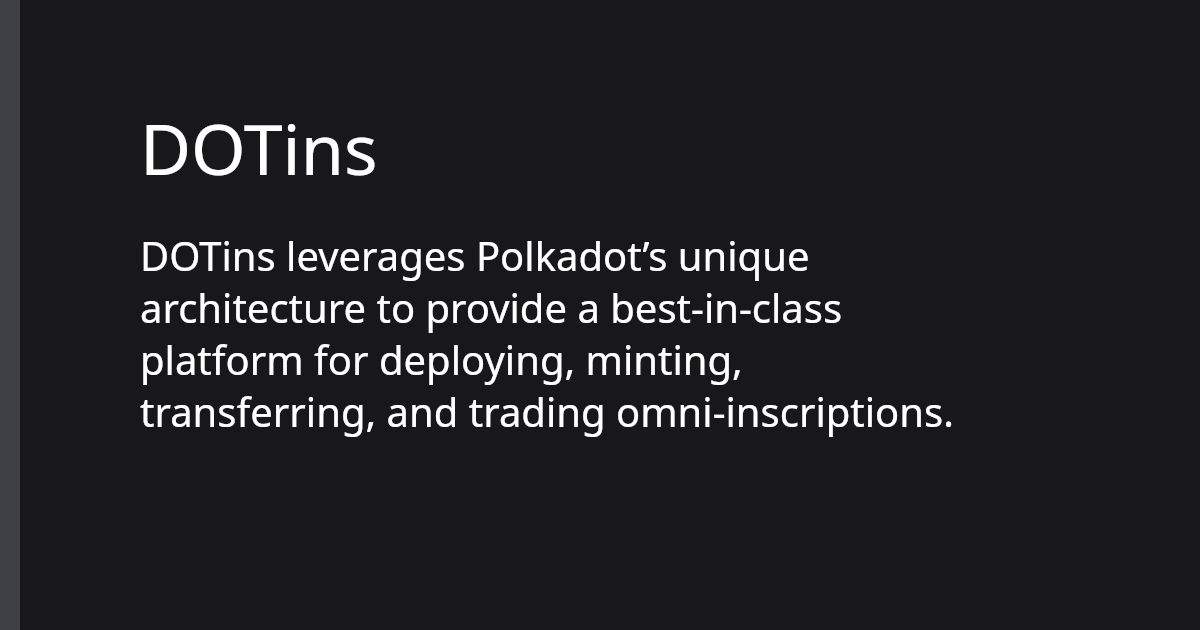 DOTins
DOTins leverages Polkadot’s unique
architecture to provide a best-in-class
platform for deploying, minting,
transferring, and trading omni-inscriptions.